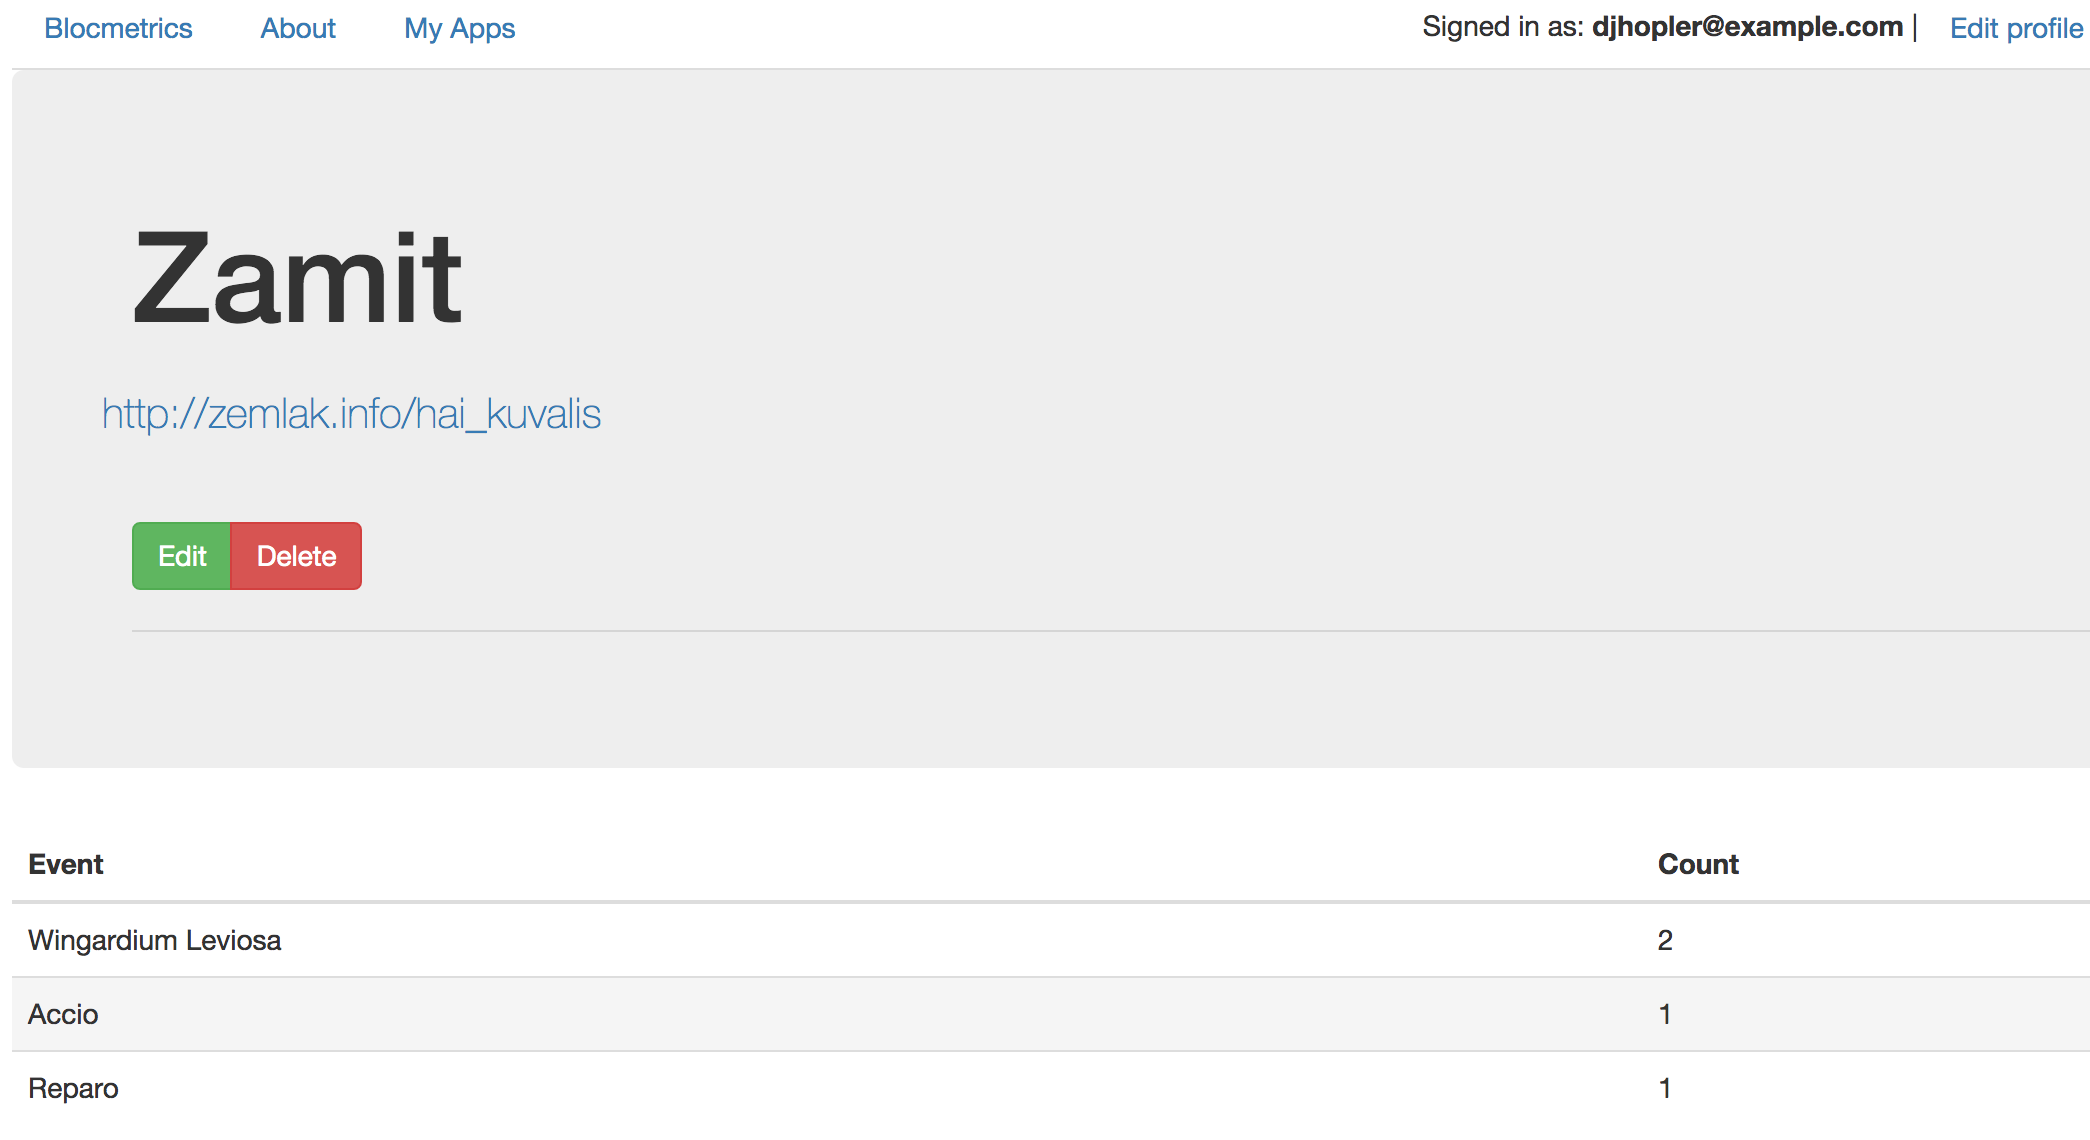 Blocmetrics About My Apps Signed in as: djhopler@example.com | Edit profile
Zamit
http://zemlak.info/hai_kuvalis
Edit Delete
Event Count
Wingardium Leviosa 2
Accio 1
Reparo 1